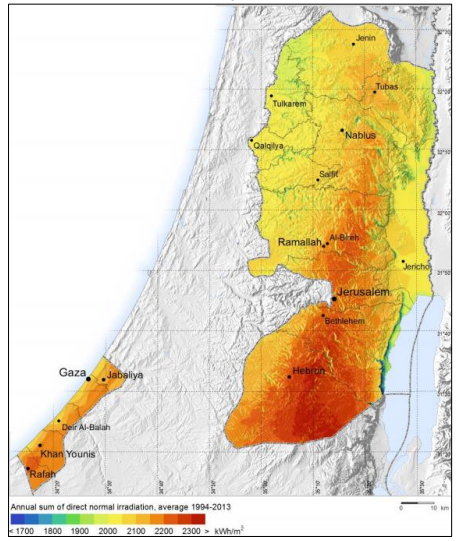 Jenin
Tubas
Tulkarem
Nablus
Qalqiliya
Salfit
Ramallah
Al-Bireh
Jericho
Jerusalem
Bethlehem
Hebron
Gaza
Jabaliya
Deir Al-Balah
Khan Younis
Rafah
Annual sum of direct normal irradiation, average 1994-2013
0 10 km
< 1700 1800 1900 2000 2100 2200 2300 > kWh/m²